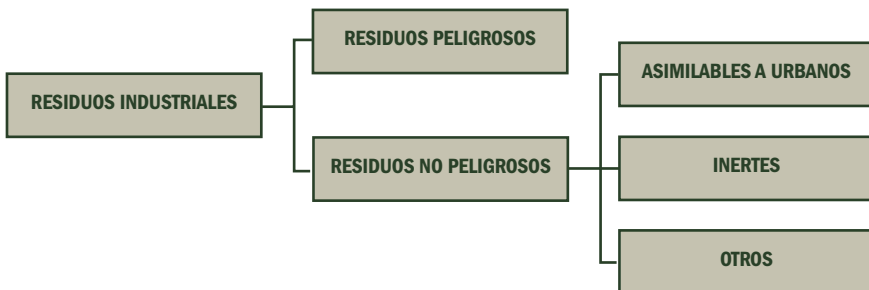 RESIDUOS INDUSTRIALES
RESIDUOS PELIGROSOS
RESIDUOS NO PELIGROSOS
ASIMILABLES A URBANOS
INERTES
OTROS